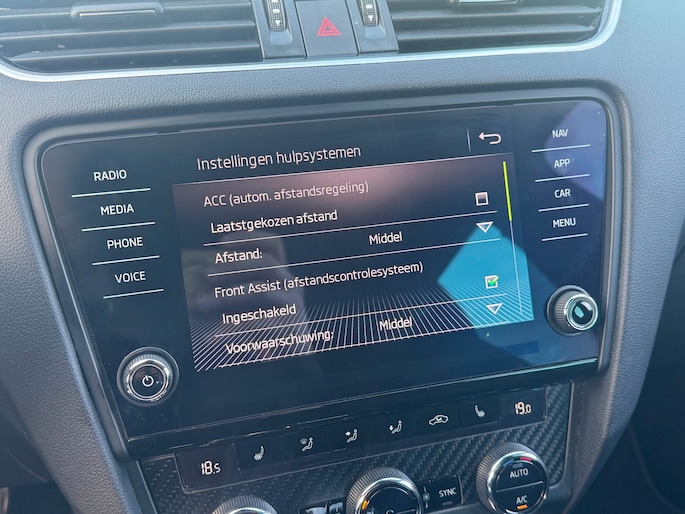 RADIO
MEDIA
PHONE
VOICE
Instellingen hulpsystemen
ACC (autom. afstandsregeling)
Laatstgekozen afstand
Afstand: Middel
Front Assist (afstandscontrolesysteem)
Ingeschakeld
Voorwaarschuwing: Middel
NAV
APP
CAR
MENU
18.5
19.0
SYNC
AUTO
A/C